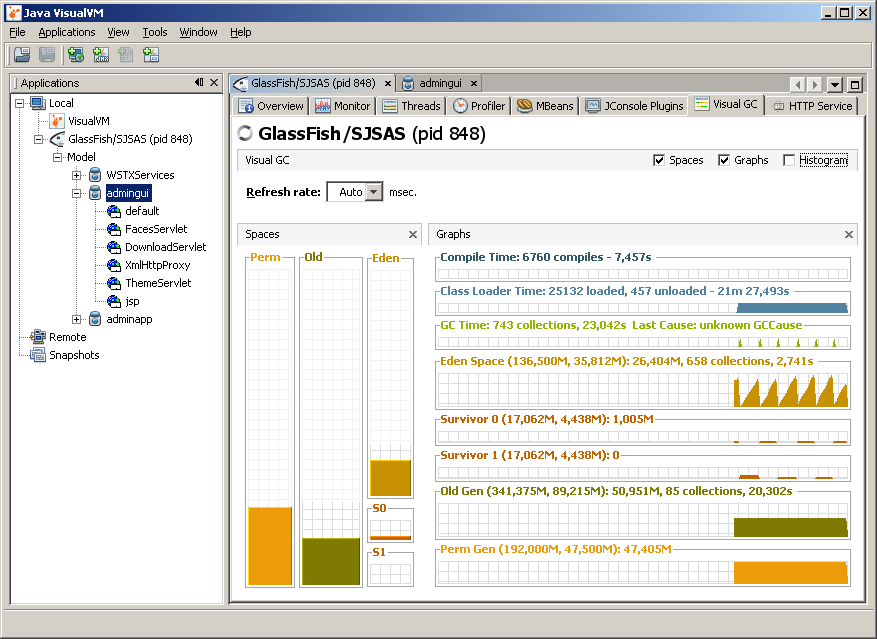 Java VisualVM
File Applications View Tools Window Help
Applications
GlassFish/SJSAS (pid 848)
admingui
Local
VisualVM
GlassFish/SJSAS (pid 848)
Model
WSTXServices
admingui
default
FacesServlet
DownloadServlet
XmlHttpProxy
ThemeServlet
jsp
adminapp
Remote
Snapshots
Overview Monitor Threads Profiler MBeans JConsole Plugins Visual GC HTTP Service
GlassFish/SJSAS (pid 848)
Visual GC Spaces Graphs Histogram
Refresh rate: Auto msec.
Spaces
Perm Old Eden
S0
S1
Graphs
Compile Time: 6760 compiles - 7,457s
Class Loader Time: 25132 loaded, 457 unloaded - 21m 27,493s
GC Time: 743 collections, 23,042s Last Cause: unknown GCCause
Eden Space (136,500M, 35,812M): 26,404M, 658 collections, 2,741s
Survivor 0 (17,062M, 4,438M): 1,005M
Survivor 1 (17,062M, 4,438M): 0
Old Gen (341,375M, 89,215M): 50,951M, 85 collections, 20,302s
Perm Gen (192,000M, 47,500M): 47,405M